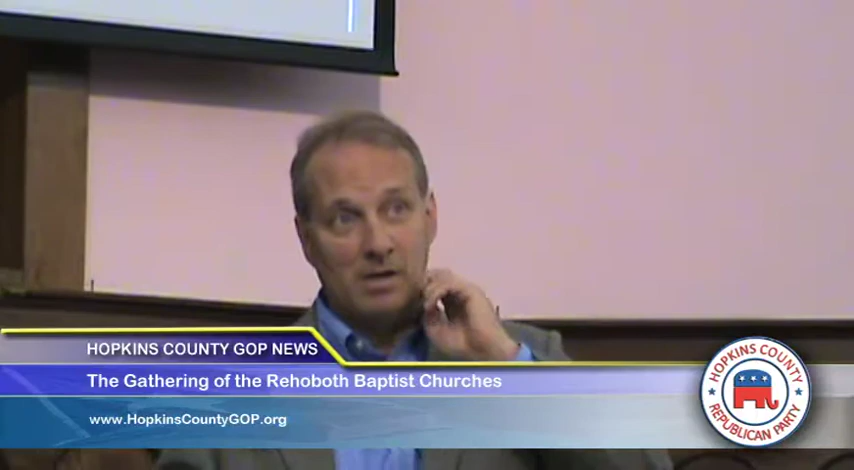 HOPKINS COUNTY GOP NEWS
The Gathering of the Rehoboth Baptist Churches
www.HopkinsCountyGOP.org
HOPKINS COUNTY
REPUBLICAN PARTY